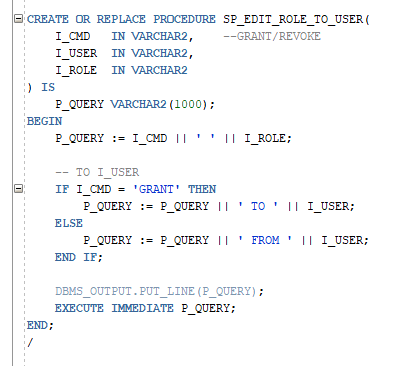 CREATE OR REPLACE PROCEDURE SP_EDIT_ROLE_TO_USER(
    I_CMD   IN VARCHAR2,    --GRANT/REVOKE
    I_USER  IN VARCHAR2,
    I_ROLE  IN VARCHAR2
) IS
    P_QUERY VARCHAR2(1000);
BEGIN
    P_QUERY := I_CMD || ' ' || I_ROLE;

    -- TO I_USER
    IF I_CMD = 'GRANT' THEN
        P_QUERY := P_QUERY || ' TO ' || I_USER;
    ELSE
        P_QUERY := P_QUERY || ' FROM ' || I_USER;
    END IF;

    DBMS_OUTPUT.PUT_LINE(P_QUERY);
    EXECUTE IMMEDIATE P_QUERY;
END;
/